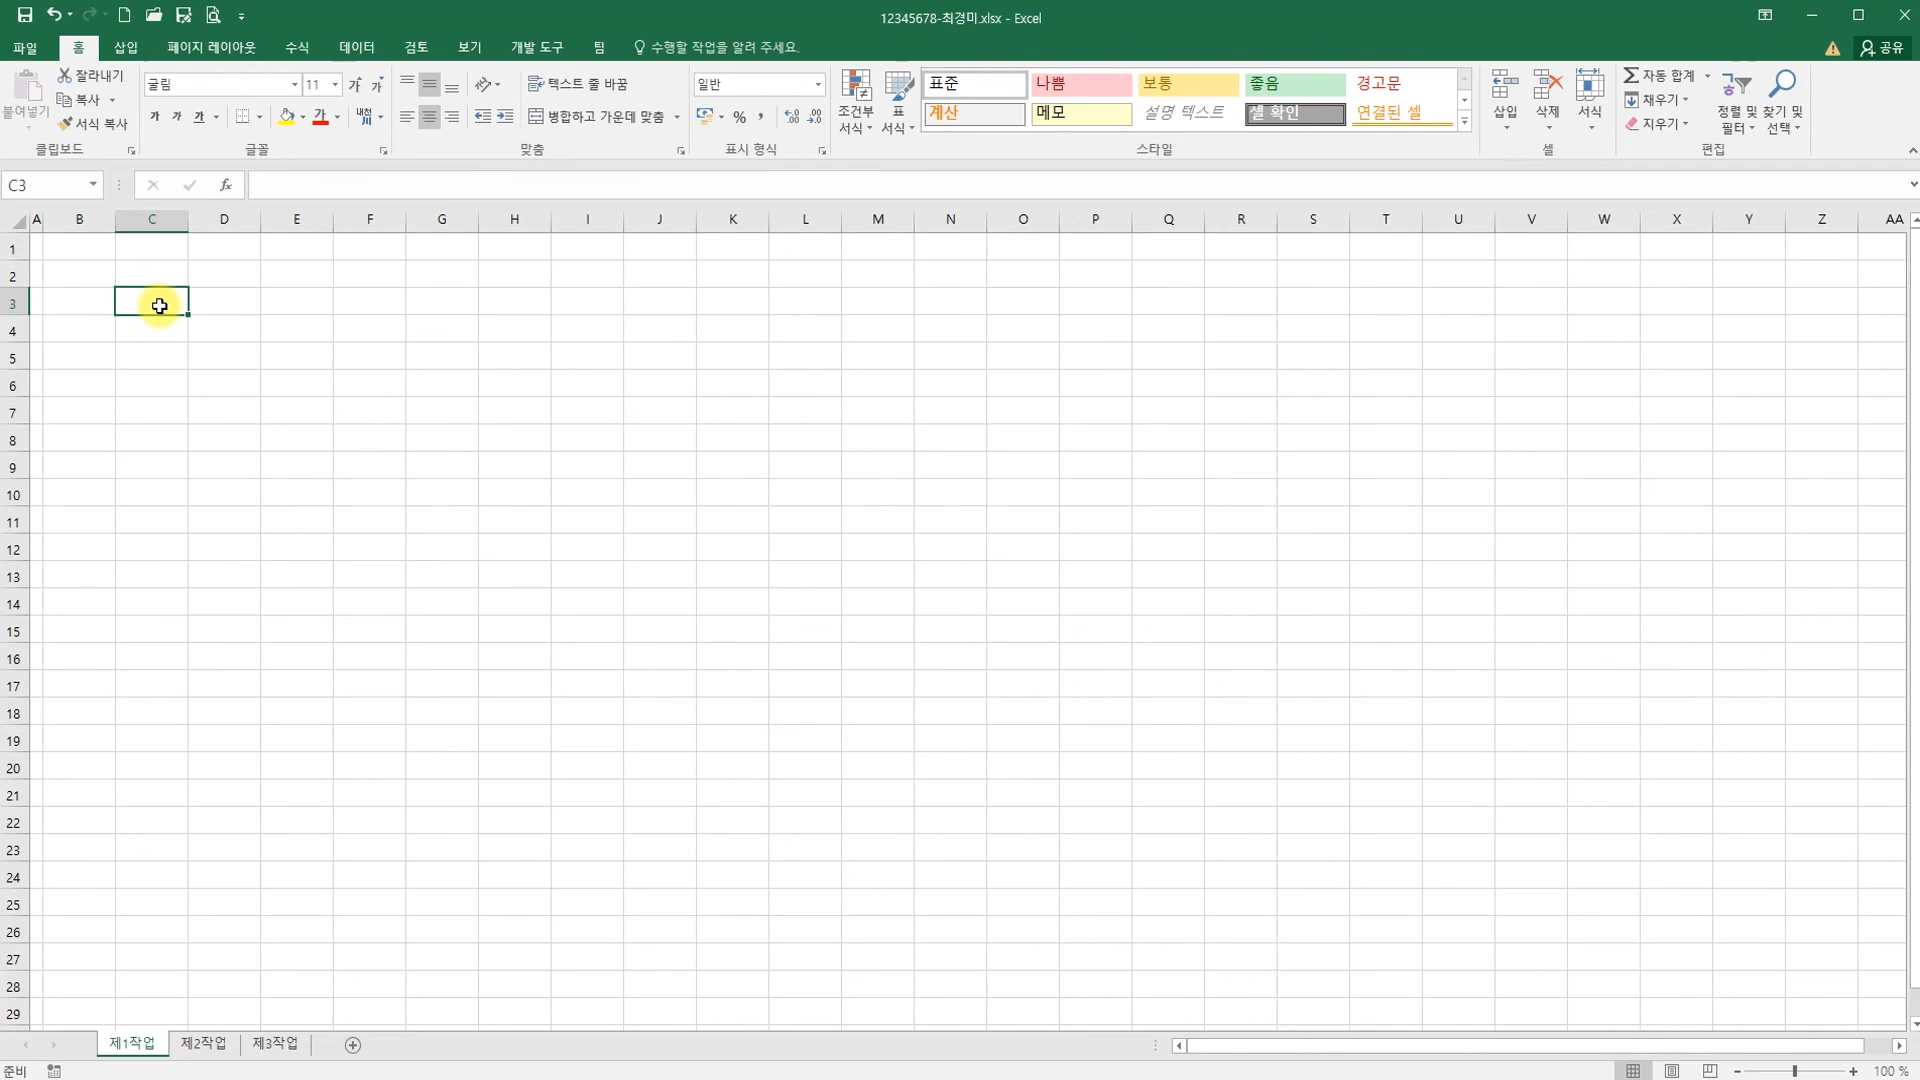 12345678-최경미.xlsx - Excel
파일 홈 삽입 페이지 레이아웃 수식 데이터 검토 보기 개발 도구 팀 수행할 작업을 알려 주세요. 공유
붙여넣기
잘라내기
복사
서식 복사
클립보드
굴림 11
가 가 가 가 내천
글꼴
텍스트 줄 바꿈
병합하고 가운데 맞춤
맞춤
일반
% , .0 .00
표시 형식
조건부 서식
표 서식
표준 나쁨 보통 좋음 경고문
계산 메모 설명 텍스트 셀 확인 연결된 셀
스타일
삽입 삭제 서식
셀
자동 합계
채우기
지우기
정렬 및 필터
찾기 및 선택
편집
C3 fx
A B C D E F G H I J K L M N O P Q R S T U V W X Y Z AA
1
2
3
4
5
6
7
8
9
10
11
12
13
14
15
16
17
18
19
20
21
22
23
24
25
26
27
28
29
제1작업 제2작업 제3작업
준비 100 %